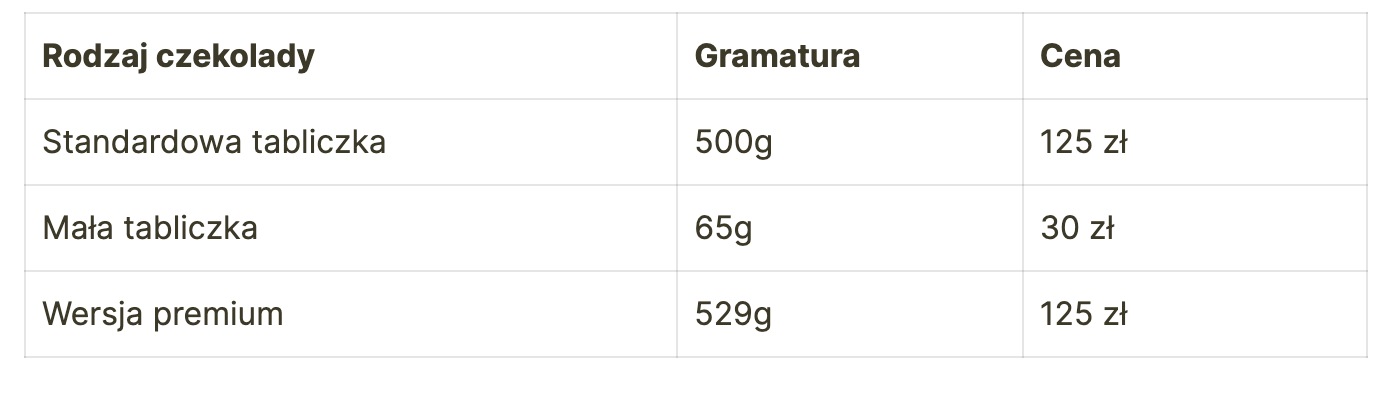 Rodzaj czekolady Gramatura Cena
Standardowa tabliczka 500g 125 zł
Mała tabliczka 65g 30 zł
Wersja premium 529g 125 zł